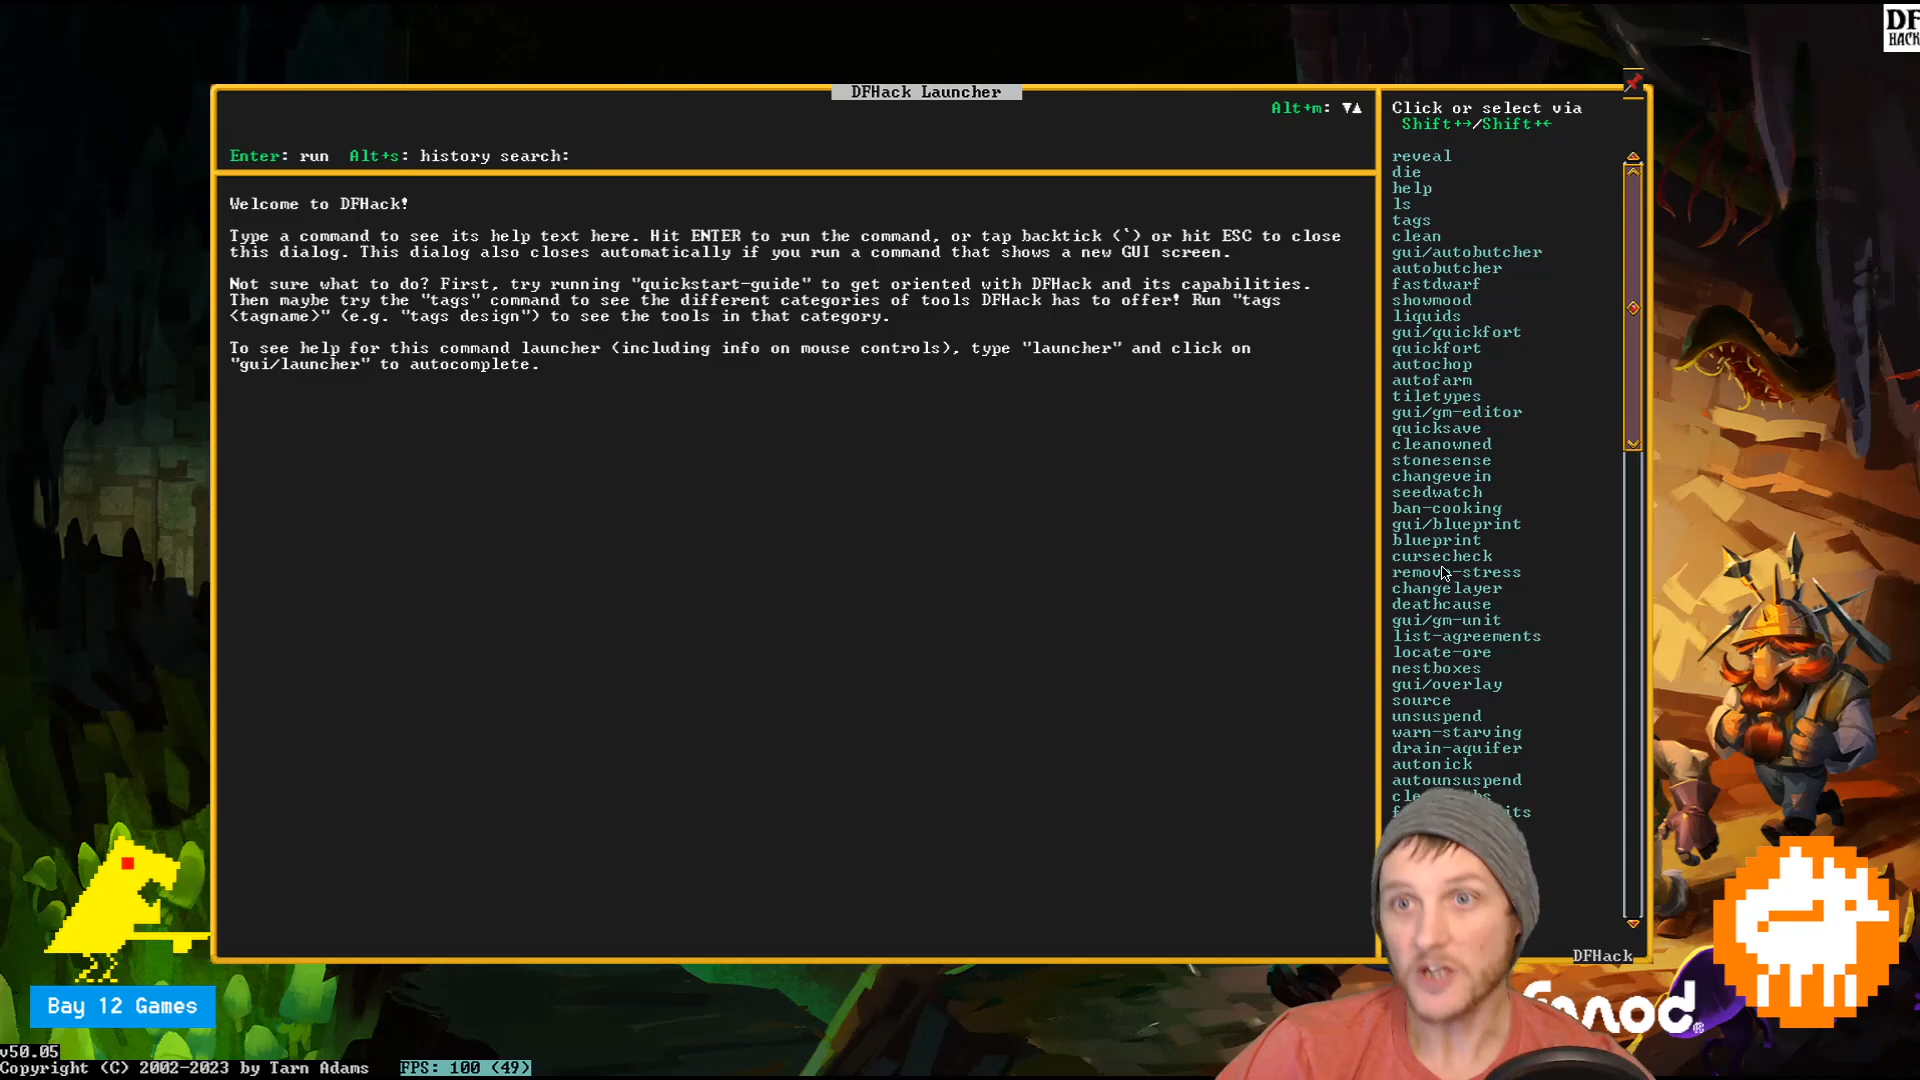 DF
HACK
DFHack Launcher
Alt+m: ▼▲
Enter: run Alt+s: history search:
Welcome to DFHack!
Type a command to see its help text here. Hit ENTER to run the command, or tap backtick (`) or hit ESC to close
this dialog. This dialog also closes automatically if you run a command that shows a new GUI screen.
Not sure what to do? First, try running "quickstart-guide" to get oriented with DFHack and its capabilities.
Then maybe try the "tags" command to see the different categories of tools DFHack has to offer! Run "tags
<tagname>" (e.g. "tags design") to see the tools in that category.
To see help for this command launcher (including info on mouse controls), type "launcher" and click on
"gui/launcher" to autocomplete.
Click or select via
Shift+→/Shift+←
reveal
die
help
ls
tags
clean
gui/autobutcher
autobutcher
fastdwarf
showmood
liquids
gui/quickfort
quickfort
autochop
autofarm
tiletypes
gui/gm-editor
quicksave
cleanowned
stonesense
changevein
seedwatch
ban-cooking
gui/blueprint
blueprint
cursecheck
remove-stress
changelayer
deathcause
gui/gm-unit
list-agreements
locate-ore
nestboxes
gui/overlay
source
unsuspend
warn-starving
drain-aquifer
autonick
autounsuspend
DFHack
Bay 12 Games
v50.05
Copyright (C) 2002-2023 by Tarn Adams
FPS: 100 (49)